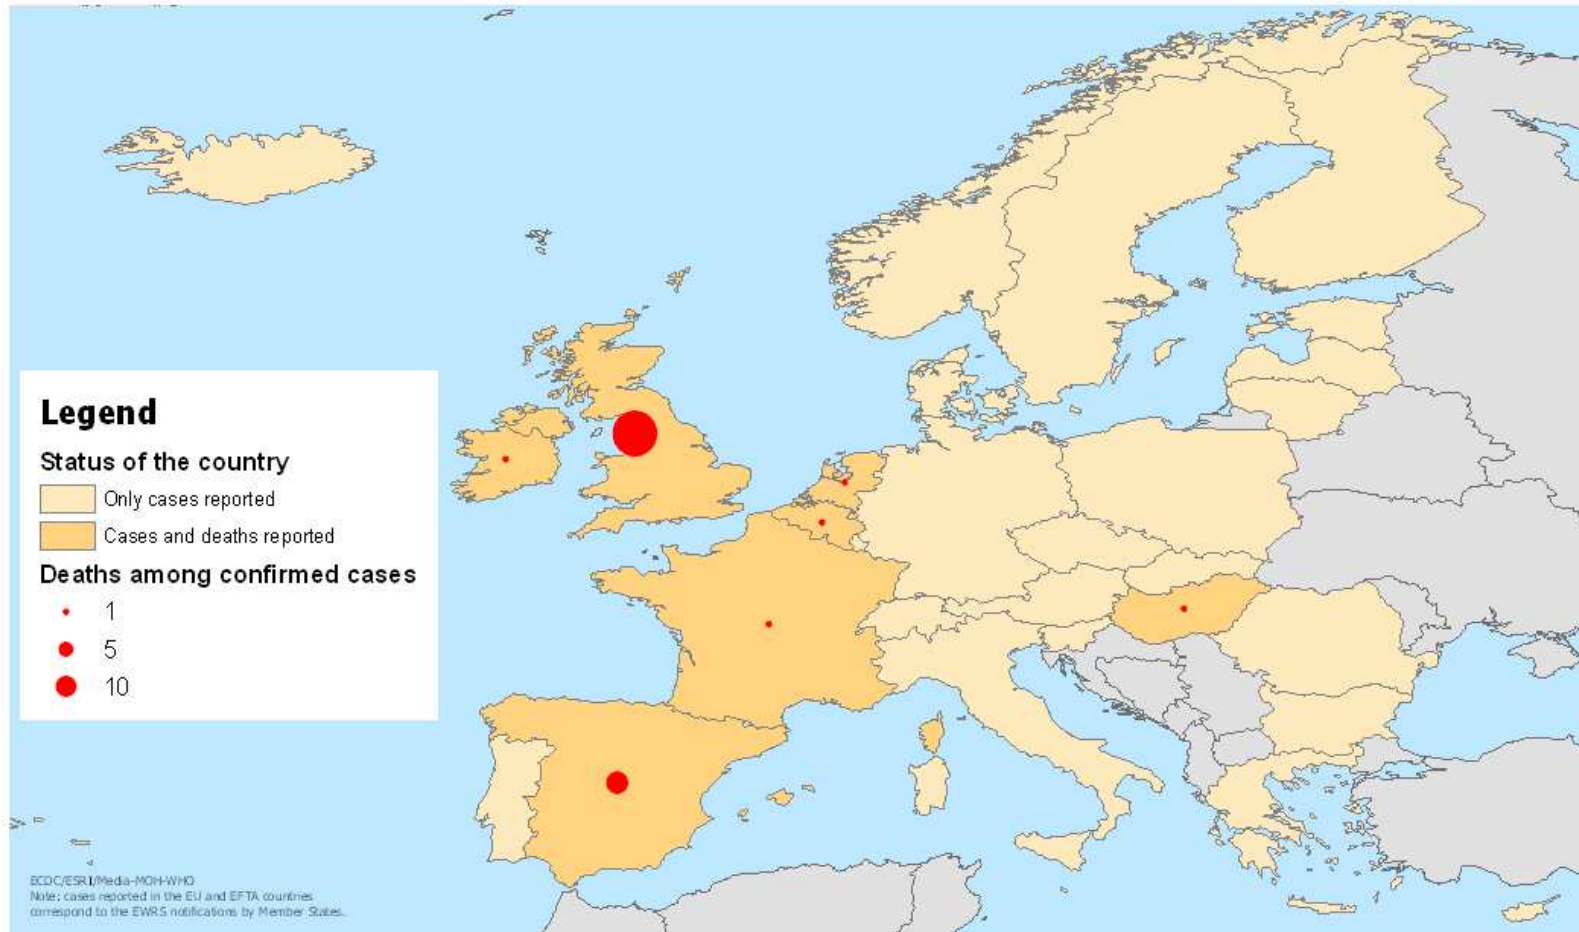 Legend
Status of the country
Only cases reported
Cases and deaths reported
Deaths among confirmed cases
1
5
10
ECDC/ESRI/Media-MOH-WHO
Note: cases reported in the EU and EFTA countries
correspond to the EWRS notifications by Member States.